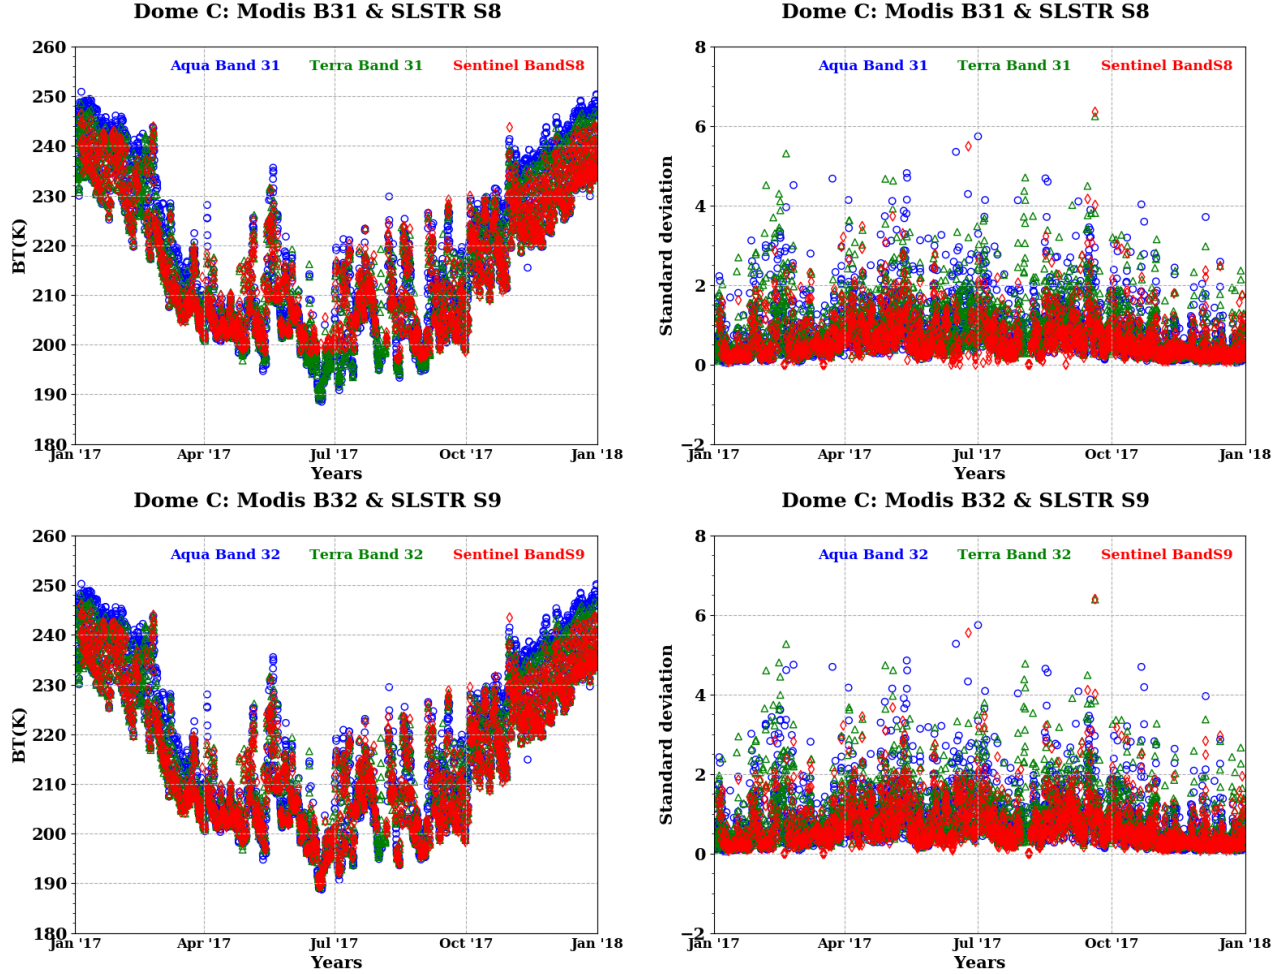 Dome C: Modis B31 & SLSTR S8
Aqua Band 31 Terra Band 31 Sentinel BandS8
260
250
240
230
220
210
200
190
180
BT(K)
Jan '17 Apr '17 Jul '17 Oct '17 Jan '18
Years
Dome C: Modis B31 & SLSTR S8
Aqua Band 31 Terra Band 31 Sentinel BandS8
8
6
4
2
0
−2
Standard deviation
Jan '17 Apr '17 Jul '17 Oct '17 Jan '18
Years
Dome C: Modis B32 & SLSTR S9
Aqua Band 32 Terra Band 32 Sentinel BandS9
260
250
240
230
220
210
200
190
180
BT(K)
Jan '17 Apr '17 Jul '17 Oct '17 Jan '18
Years
Dome C: Modis B32 & SLSTR S9
Aqua Band 32 Terra Band 32 Sentinel BandS9
8
6
4
2
0
−2
Standard deviation
Jan '17 Apr '17 Jul '17 Oct '17 Jan '18
Years